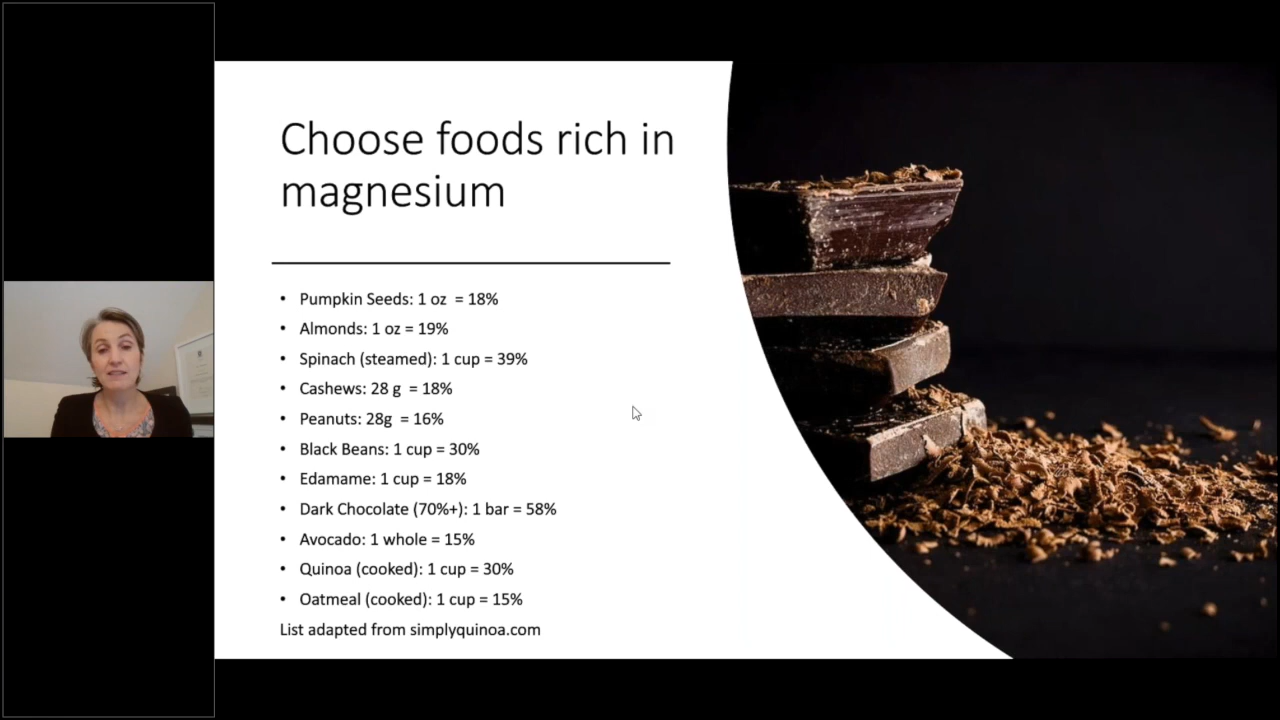 Choose foods rich in
magnesium
• Pumpkin Seeds: 1 oz  = 18%
• Almonds: 1 oz = 19%
• Spinach (steamed): 1 cup = 39%
• Cashews: 28 g  = 18%
• Peanuts: 28g  = 16%
• Black Beans: 1 cup = 30%
• Edamame: 1 cup = 18%
• Dark Chocolate (70%+): 1 bar = 58%
• Avocado: 1 whole = 15%
• Quinoa (cooked): 1 cup = 30%
• Oatmeal (cooked): 1 cup = 15%
List adapted from simplyquinoa.com